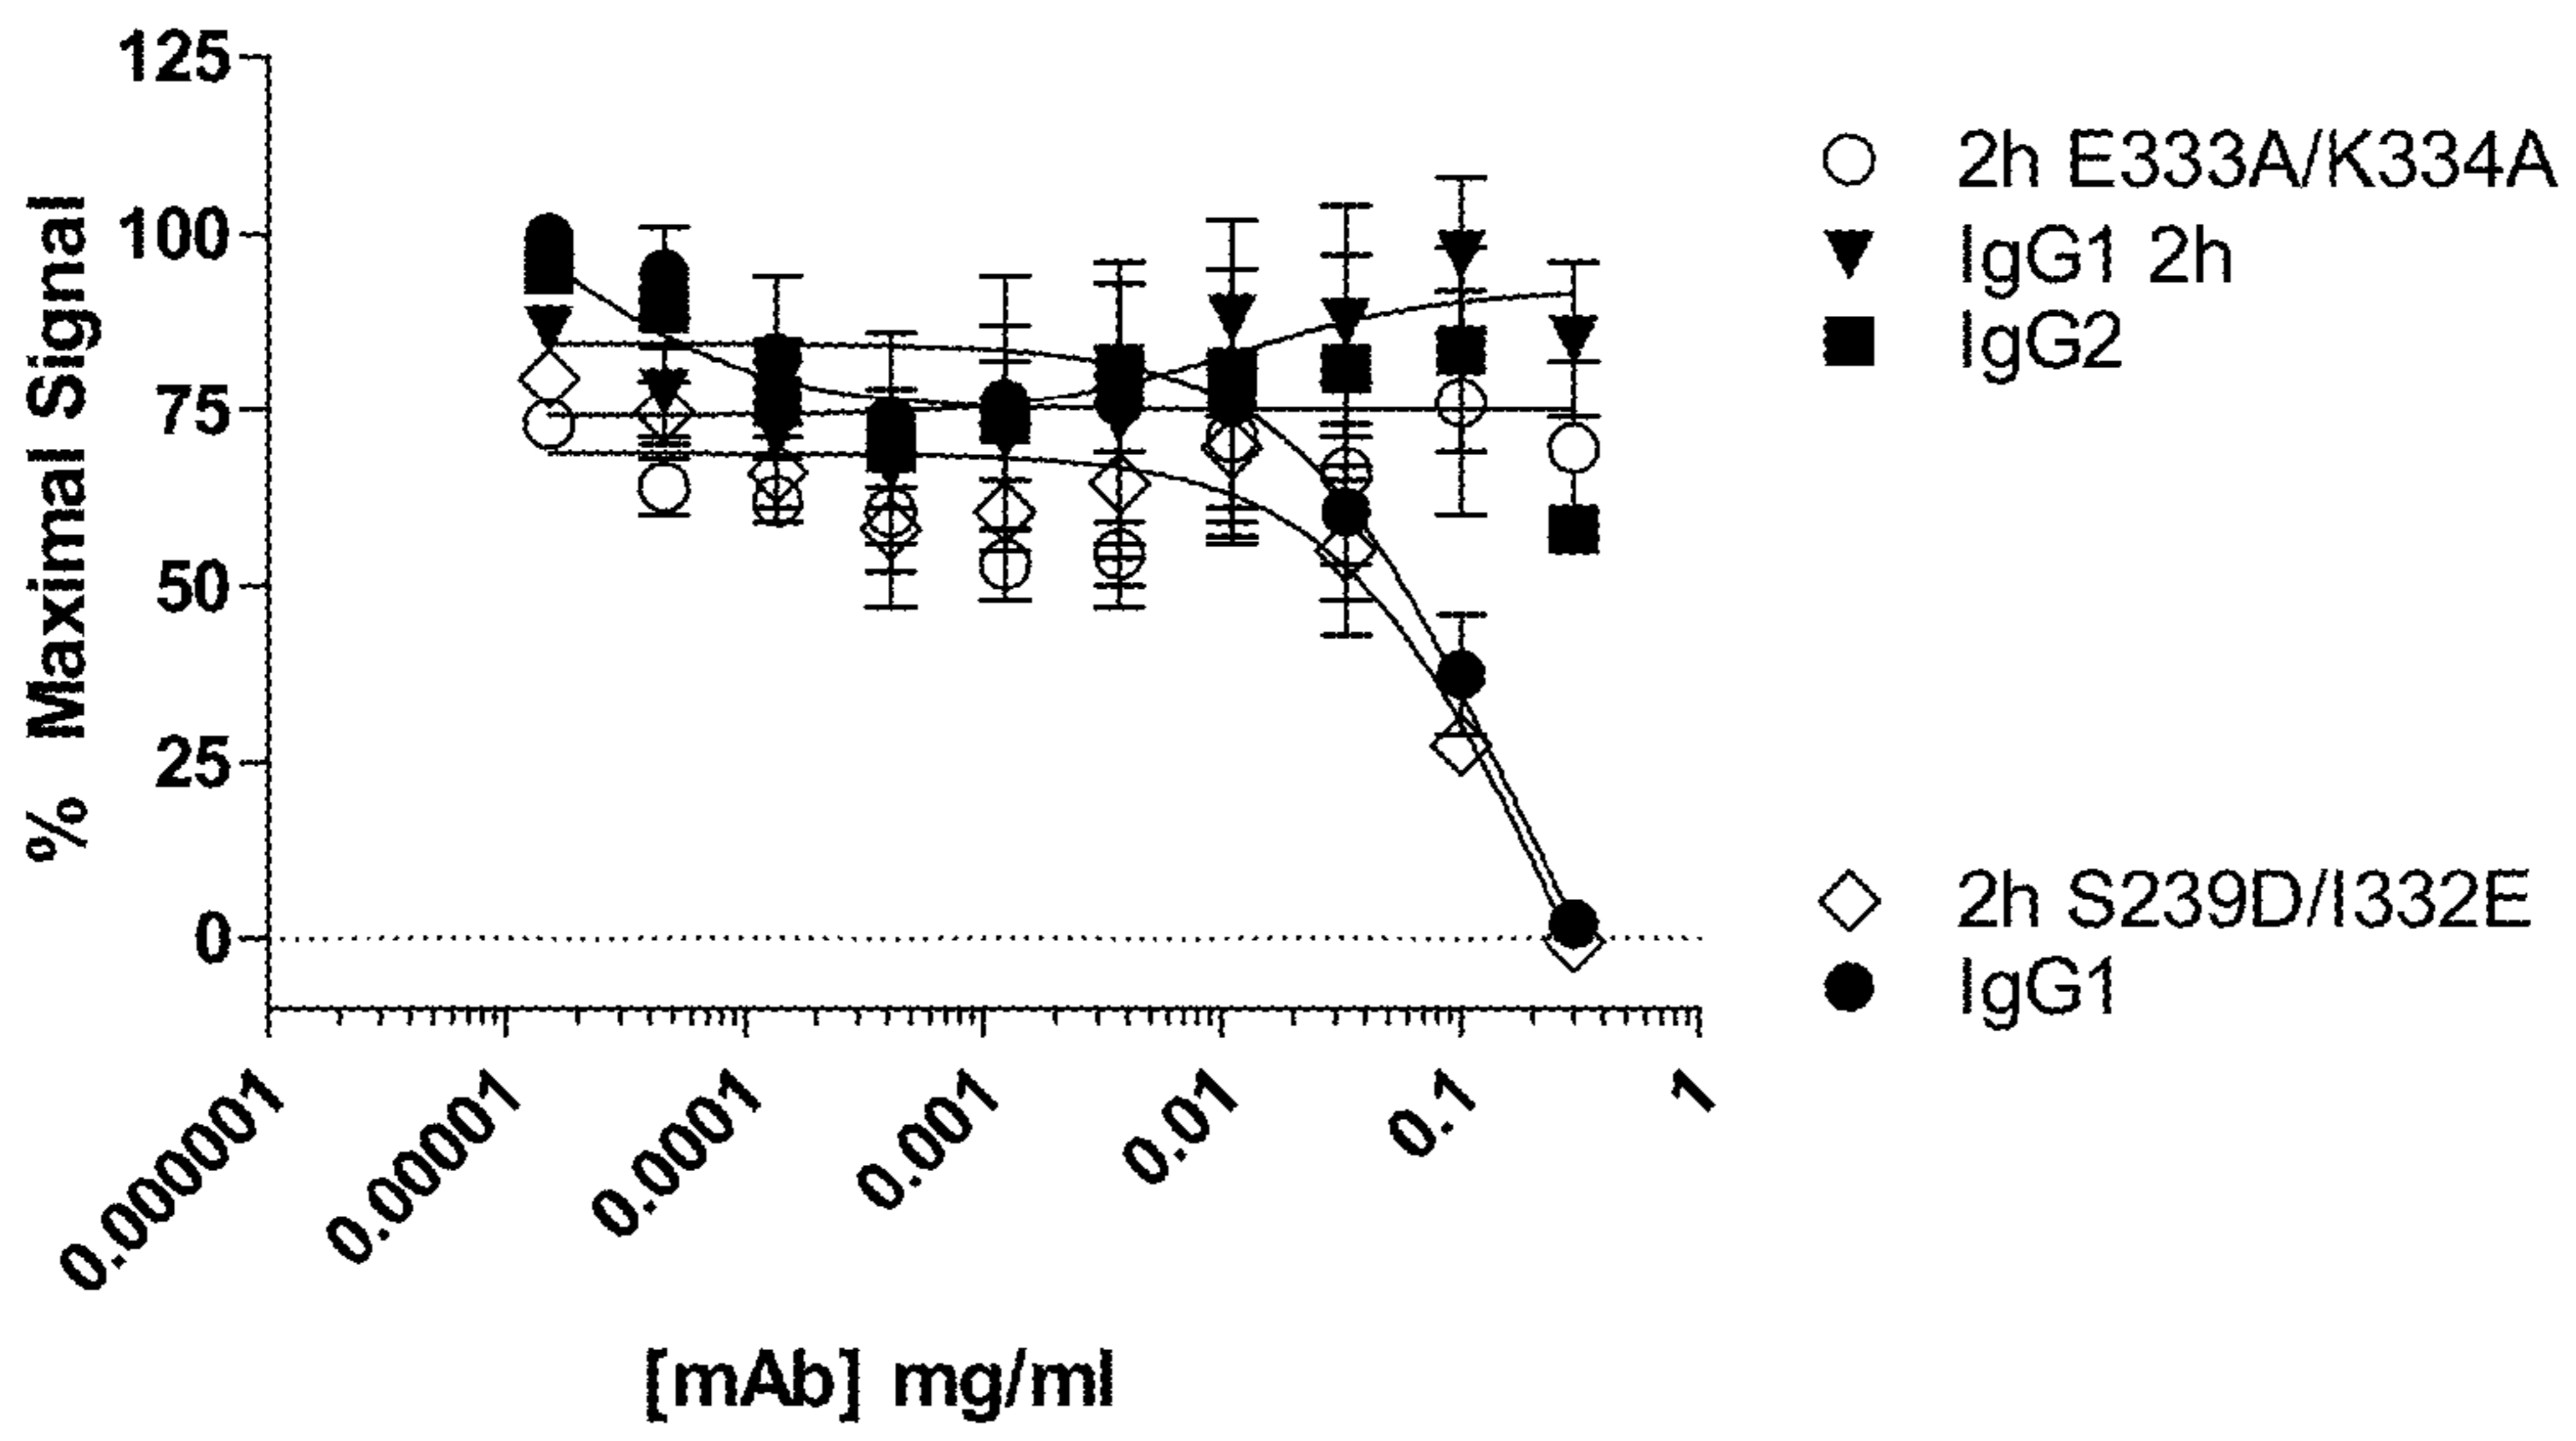 % Maximal Signal
125
100
75
50
25
0
0.000001
0.00001
0.0001
0.001
0.01
0.1
1
[mAb] mg/ml
2h E333A/K334A
IgG1 2h
IgG2
2h S239D/I332E
IgG1